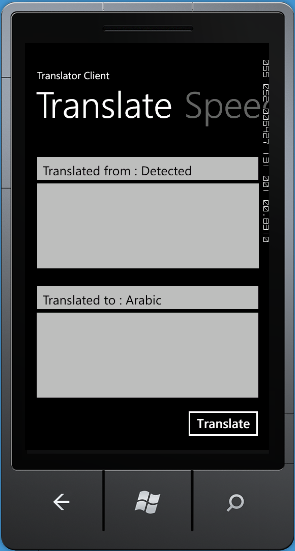 Translator Client
Translate Spee
Translated from : Detected
Translated to : Arabic
Translate